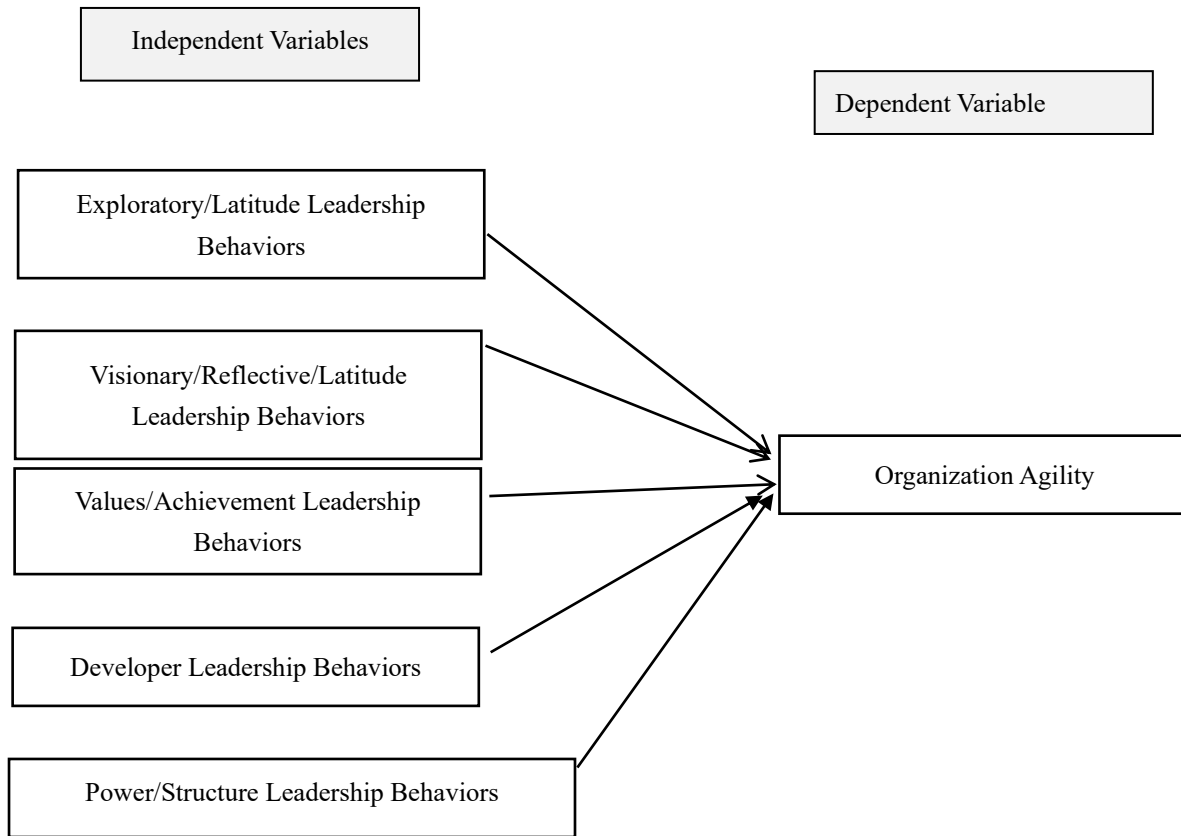 Independent Variables
Dependent Variable
Exploratory/Latitude Leadership
Behaviors
Visionary/Reflective/Latitude
Leadership Behaviors
Values/Achievement Leadership
Behaviors
Developer Leadership Behaviors
Power/Structure Leadership Behaviors
Organization Agility